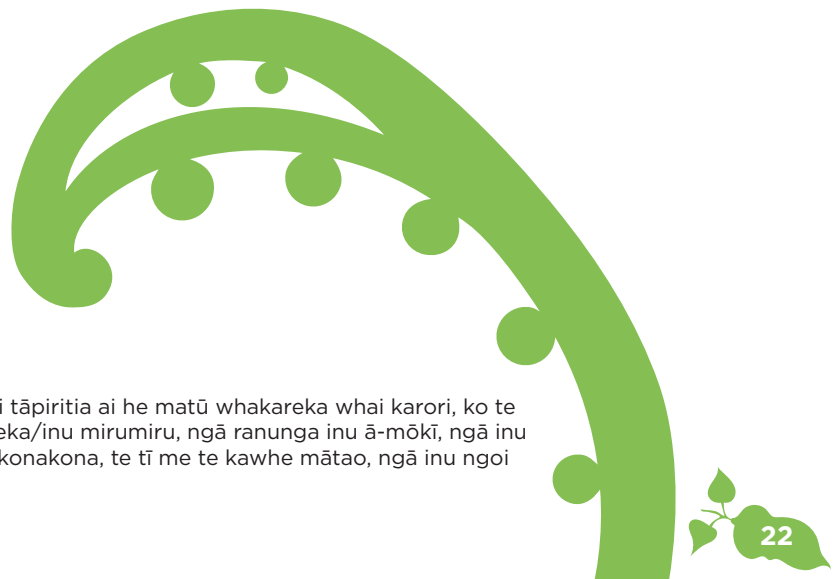 i tāpiritia ai he matū whakareka whai karori, ko te
eka/inu mirumiru, ngā ranunga inu ā-mōkī, ngā inu
konakona, te tī me te kawhe mātao, ngā inu ngoi
22